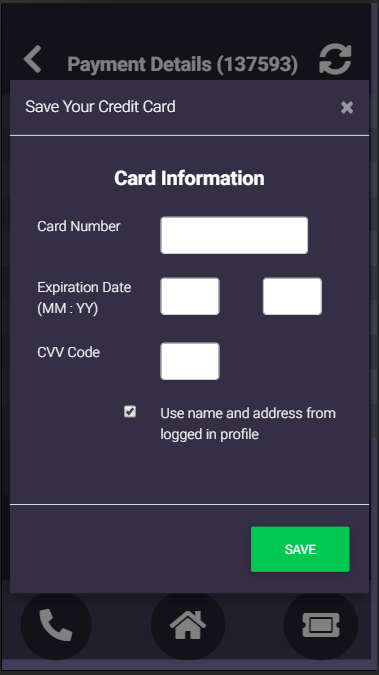 Payment Details (137593)
Save Your Credit Card
Card Information
Card Number
Expiration Date
(MM : YY)
CVV Code
Use name and address from
logged in profile
SAVE